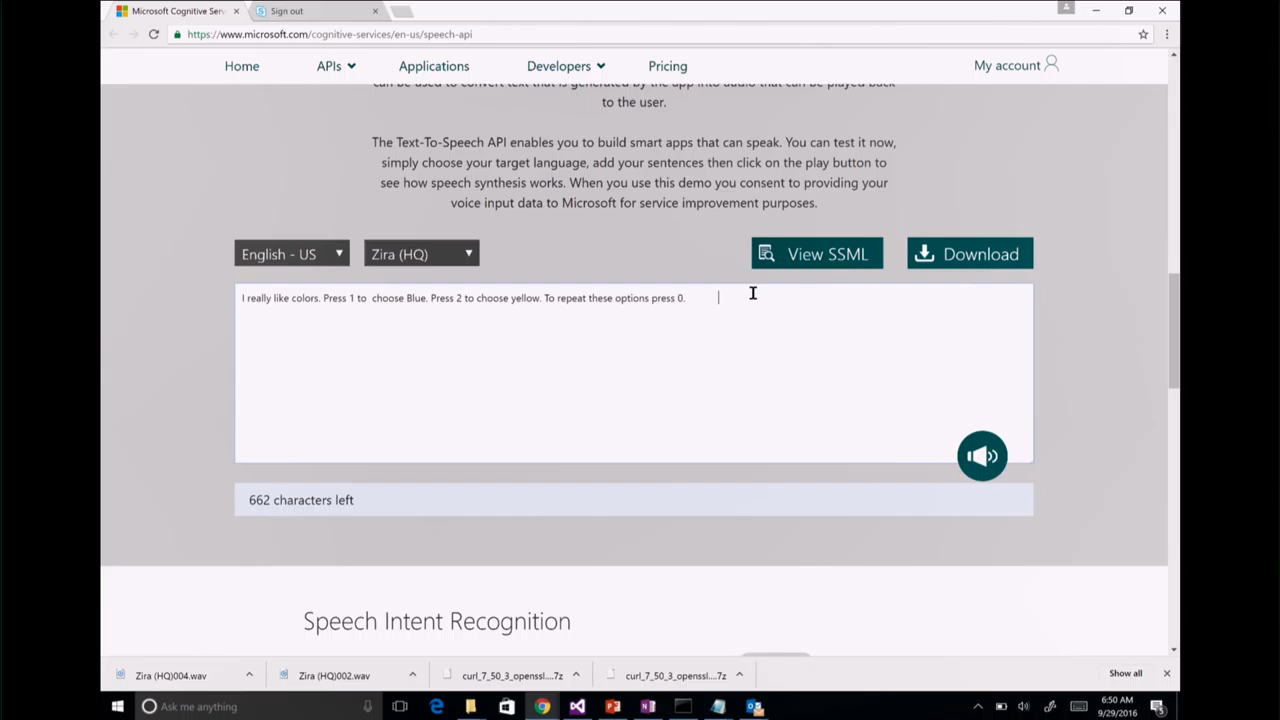 Microsoft Cognitive Serv
Sign out
https://www.microsoft.com/cognitive-services/en-us/speech-api
Home
APIs
Applications
Developers
Pricing
My account
can be used to convert text that is generated by the app into audio that can be played back
to the user.
The Text-To-Speech API enables you to build smart apps that can speak. You can test it now,
simply choose your target language, add your sentences then click on the play button to
see how speech synthesis works. When you use this demo you consent to providing your
voice input data to Microsoft for service improvement purposes.
English - US
Zira (HQ)
View SSML
Download
I really like colors. Press 1 to  choose Blue. Press 2 to choose yellow. To repeat these options press 0.
662 characters left
Speech Intent Recognition
Zira (HQ)004.wav
Zira (HQ)002.wav
curl_7_50_3_openssl....7z
curl_7_50_3_openssl....7z
Show all
Ask me anything
6:50 AM
9/29/2016
5